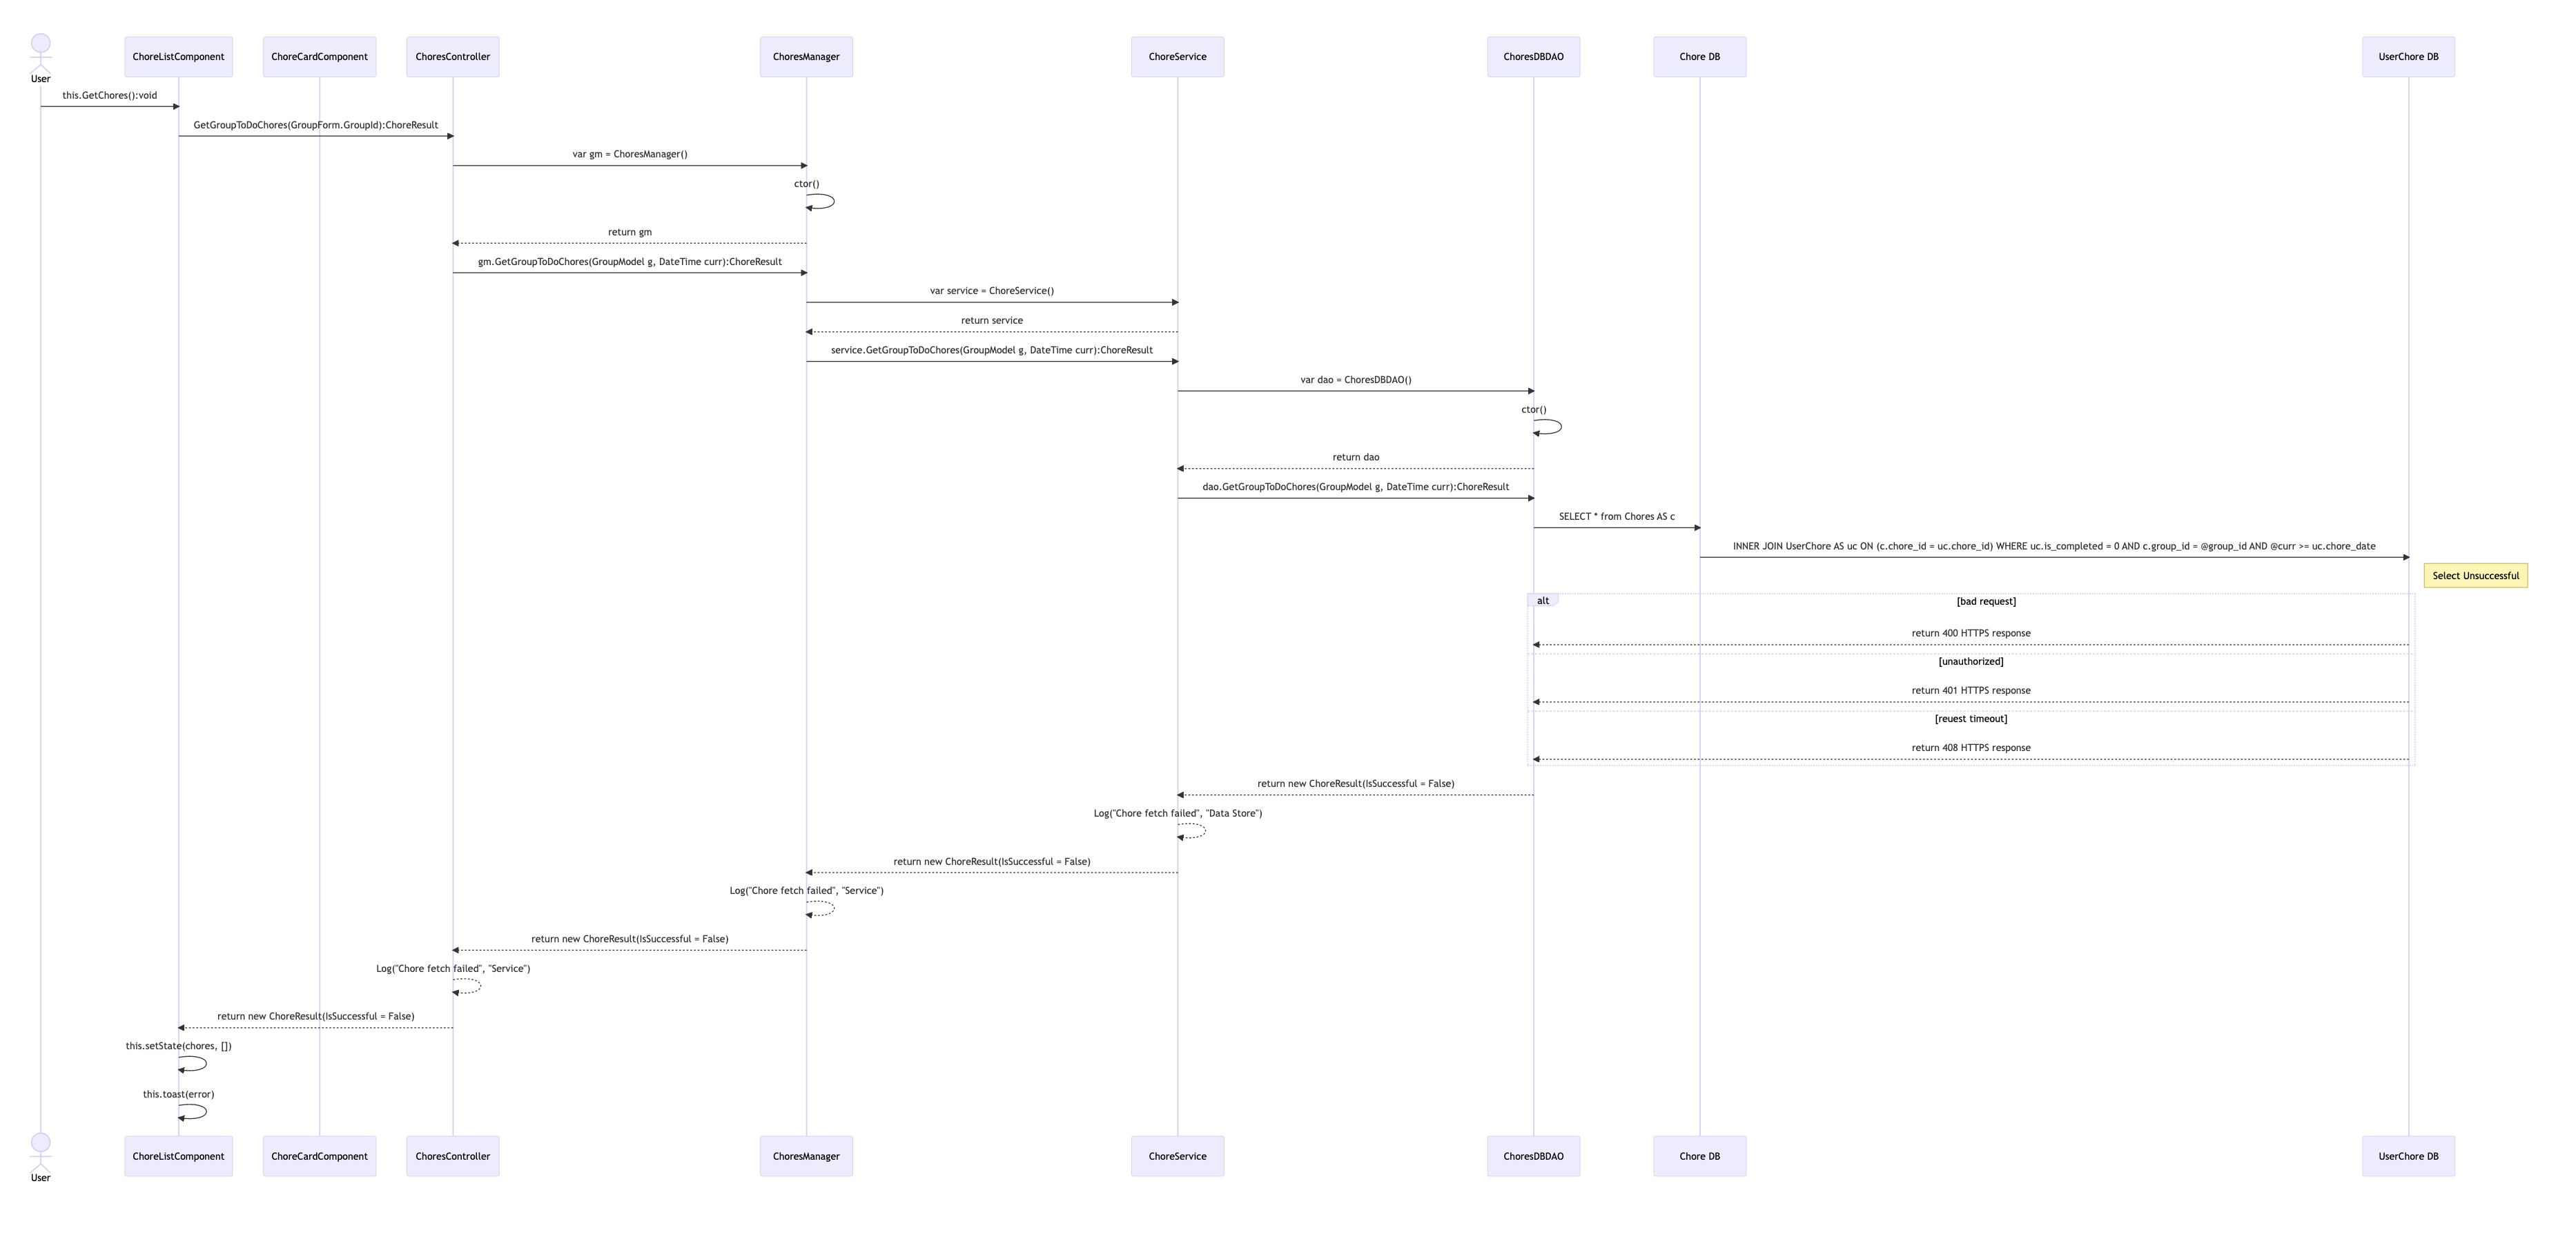 User
ChoreListComponent
ChoreCardComponent
ChoresController
ChoresManager
ChoreService
ChoresDBDAO
Chore DB
UserChore DB
this.GetChores():void
GetGroupToDoChores(GroupForm.GroupId):ChoreResult
var gm = ChoresManager()
ctor()
return gm
gm.GetGroupToDoChores(GroupModel g, DateTime curr):ChoreResult
var service = ChoreService()
return service
service.GetGroupToDoChores(GroupModel g, DateTime curr):ChoreResult
var dao = ChoresDBDAO()
ctor()
return dao
dao.GetGroupToDoChores(GroupModel g, DateTime curr):ChoreResult
SELECT * from Chores AS c
INNER JOIN UserChore AS uc ON (c.chore_id = uc.chore_id) WHERE uc.is_completed = 0 AND c.group_id = @group_id AND @curr >= uc.chore_date
Select Unsuccessful
alt
[bad request]
return 400 HTTPS response
[unauthorized]
return 401 HTTPS response
[reuest timeout]
return 408 HTTPS response
return new ChoreResult(IsSuccessful = False)
Log("Chore fetch failed", "Data Store")
return new ChoreResult(IsSuccessful = False)
Log("Chore fetch failed", "Service")
return new ChoreResult(IsSuccessful = False)
Log("Chore fetch failed", "Service")
return new ChoreResult(IsSuccessful = False)
this.setState(chores, [])
this.toast(error)
User
ChoreListComponent
ChoreCardComponent
ChoresController
ChoresManager
ChoreService
ChoresDBDAO
Chore DB
UserChore DB